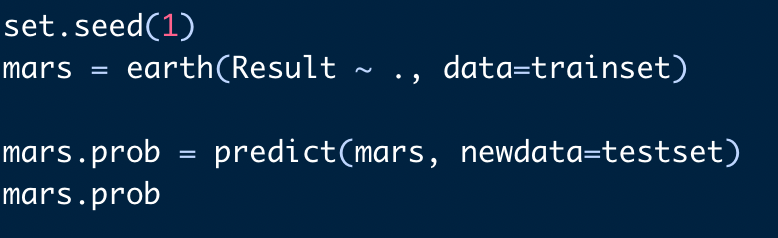 set.seed(1)
mars = earth(Result ~ ., data=trainset)
mars.prob = predict(mars, newdata=testset)
mars.prob